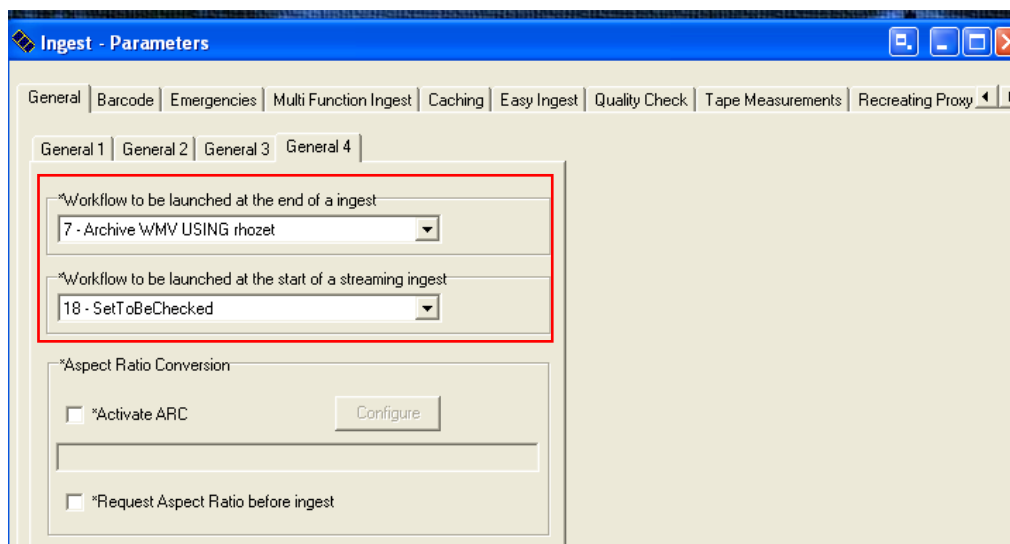 Ingest - Parameters
General Barcode Emergencies Multi Function Ingest Caching Easy Ingest Quality Check Tape Measurements Recreating Proxy
General 1 General 2 General 3 General 4
*Workflow to be launched at the end of a ingest
7 - Archive WMV USING rhozet
*Workflow to be launched at the start of a streaming ingest
18 - SetToBeChecked
*Aspect Ratio Conversion
*Activate ARC Configure
*Request Aspect Ratio before ingest